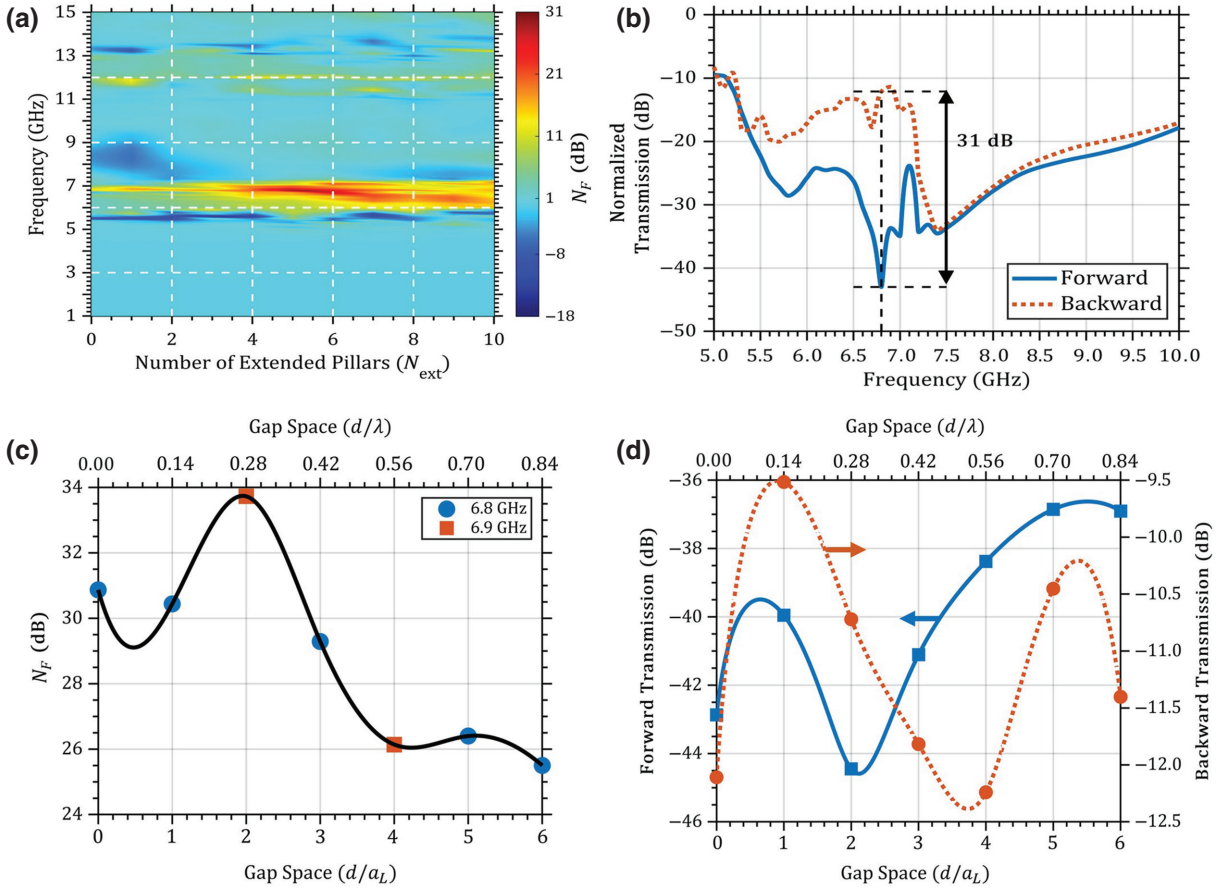 (a)
15
13
11
9
7
5
3
1
Frequency (GHz)
0
2
4
6
8
10
Number of Extended Pillars (N_ext)
31
21
11
1
−8
−18
N_F (dB)
(b)
0
−10
−20
−30
−40
−50
Normalized
Transmission (dB)
31 dB
Forward
Backward
5.0 5.5 6.0 6.5 7.0 7.5 8.0 8.5 9.0 9.5 10.0
Frequency (GHz)
(c)
Gap Space (d/λ)
0.00 0.14 0.28 0.42 0.56 0.70 0.84
34
32
30
28
26
24
N_F (dB)
6.8 GHz
6.9 GHz
0 1 2 3 4 5 6
Gap Space (d/a_L)
(d)
Gap Space (d/λ)
0.00 0.14 0.28 0.42 0.56 0.70 0.84
−36
−38
−40
−42
−44
−46
Forward Transmission (dB)
−9.5
−10.0
−10.5
−11.0
−11.5
−12.0
−12.5
Backward Transmission (dB)
0 1 2 3 4 5 6
Gap Space (d/a_L)